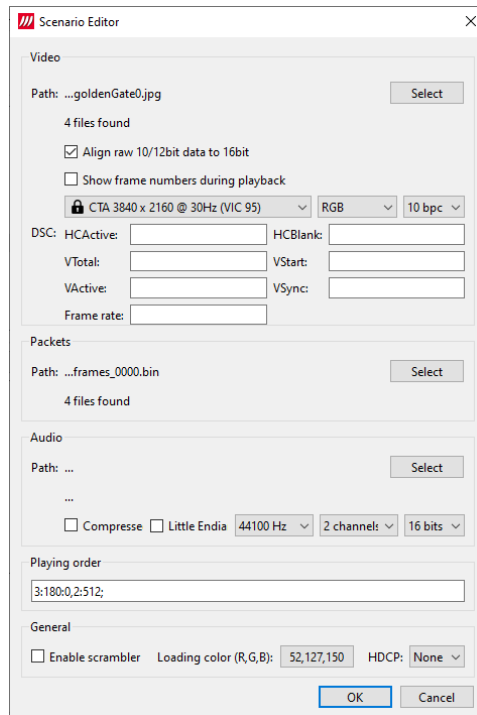 Scenario Editor
Video
Path: ...goldenGate0.jpg Select
4 files found
Align raw 10/12bit data to 16bit
Show frame numbers during playback
CTA 3840 x 2160 @ 30Hz (VIC 95) RGB 10 bpc
DSC: HCActive: HCBlank:
VTotal: VStart:
VActive: VSync:
Frame rate:
Packets
Path: ...frames_0000.bin Select
4 files found
Audio
Path: ... Select
...
Compresse Little Endia 44100 Hz 2 channels 16 bits
Playing order
3:180:0,2:512;
General
Enable scrambler Loading color (R,G,B): 52,127,150 HDCP: None
OK Cancel